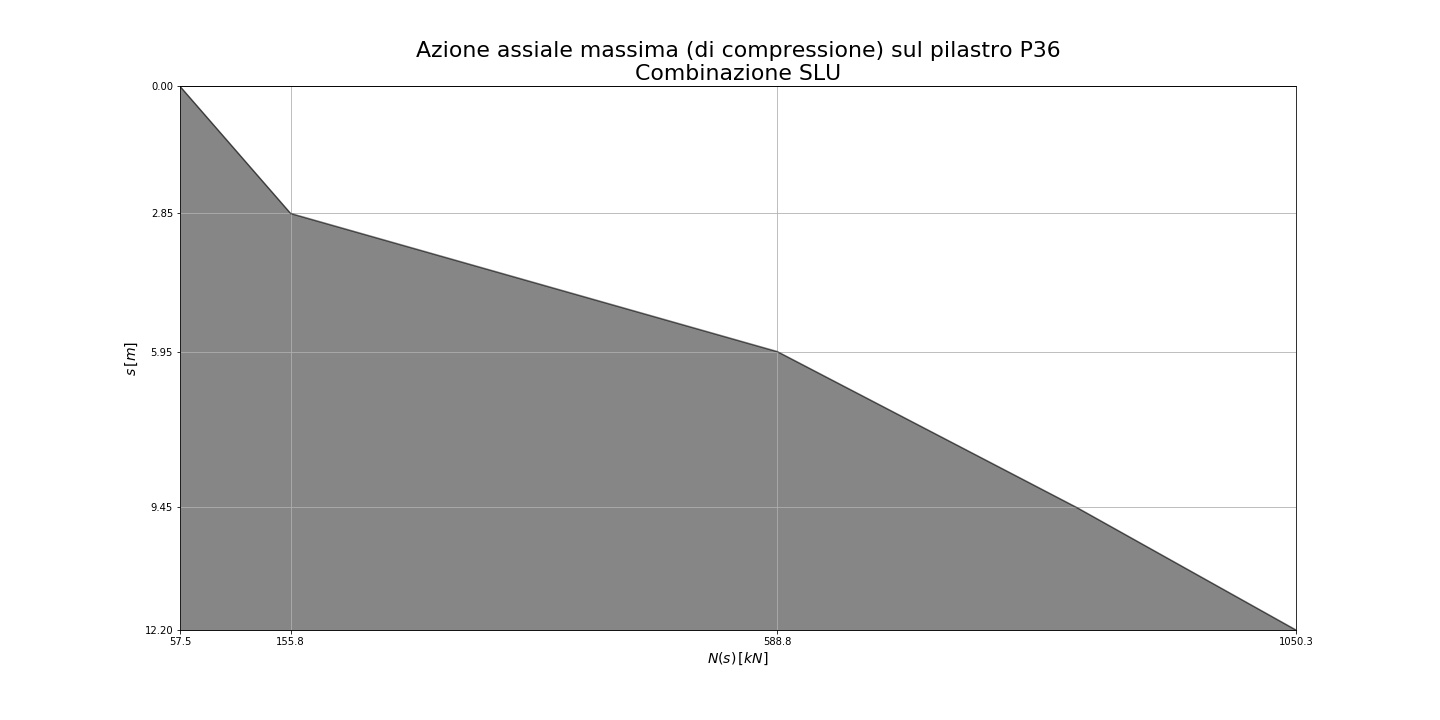 Azione assiale massima (di compressione) sul pilastro P36
Combinazione SLU
0.00
2.85
5.95
9.45
12.20
s [m]
57.5 155.8 588.8 1050.3
N(s) [kN]